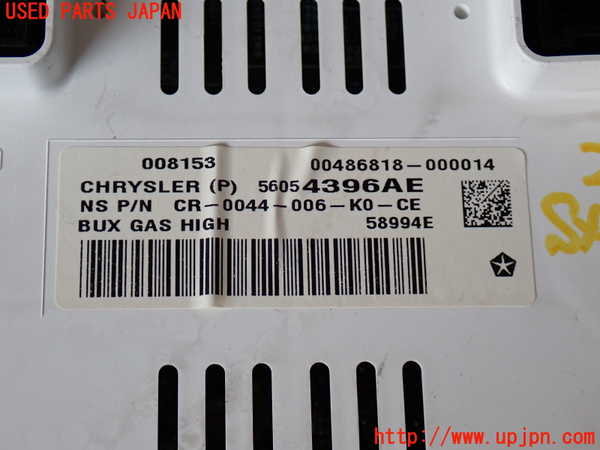 USED PARTS JAPAN
008153 00486818-000014
CHRYSLER (P) 56054396AE
NS P/N CR-0044-006-K0-CE
BUX GAS HIGH 58994E
http://www.upjpn.com/